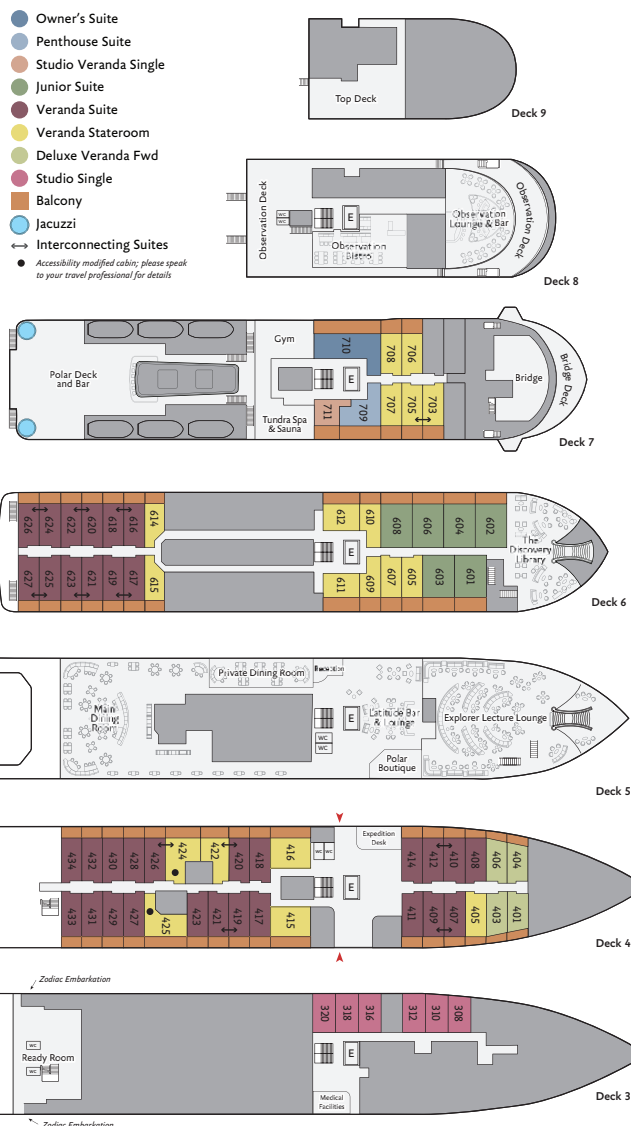 Owner's Suite
Penthouse Suite
Studio Veranda Single
Junior Suite
Veranda Suite
Veranda Stateroom
Deluxe Veranda Fwd
Studio Single
Balcony
Jacuzzi
Interconnecting Suites
Accessibility modified cabin; please speak
to your travel professional for details
Top Deck
Deck 9
Observation Deck
WC
WC
E
Observation
Bistro
Observation
Lounge & Bar
Observation Deck
Deck 8
Polar Deck
and Bar
Gym
Tundra Spa
& Sauna
710
708
706
E
711
709
707
705
703
Bridge
Bridge Deck
Deck 7
626
624
622
620
618
616
614
612
610
608
606
604
602
E
The
Discovery
Library
627
625
623
621
619
617
615
611
609
607
605
603
601
Deck 6
Private Dining Room
Main
Dining
Room
E
WC
WC
Latitude Bar
& Lounge
Explorer Lecture Lounge
Polar
Boutique
Deck 5
434
432
430
428
426
424
422
420
418
416
WC
WC
Expedition
Desk
414
412
410
408
406
404
E
433
431
429
427
425
423
421
419
417
415
411
409
407
405
403
401
Deck 4
Zodiac Embarkation
320
318
316
312
310
308
WC
Ready Room
WC
E
Medical
Facilities
Deck 3
Zodiac Embarkation